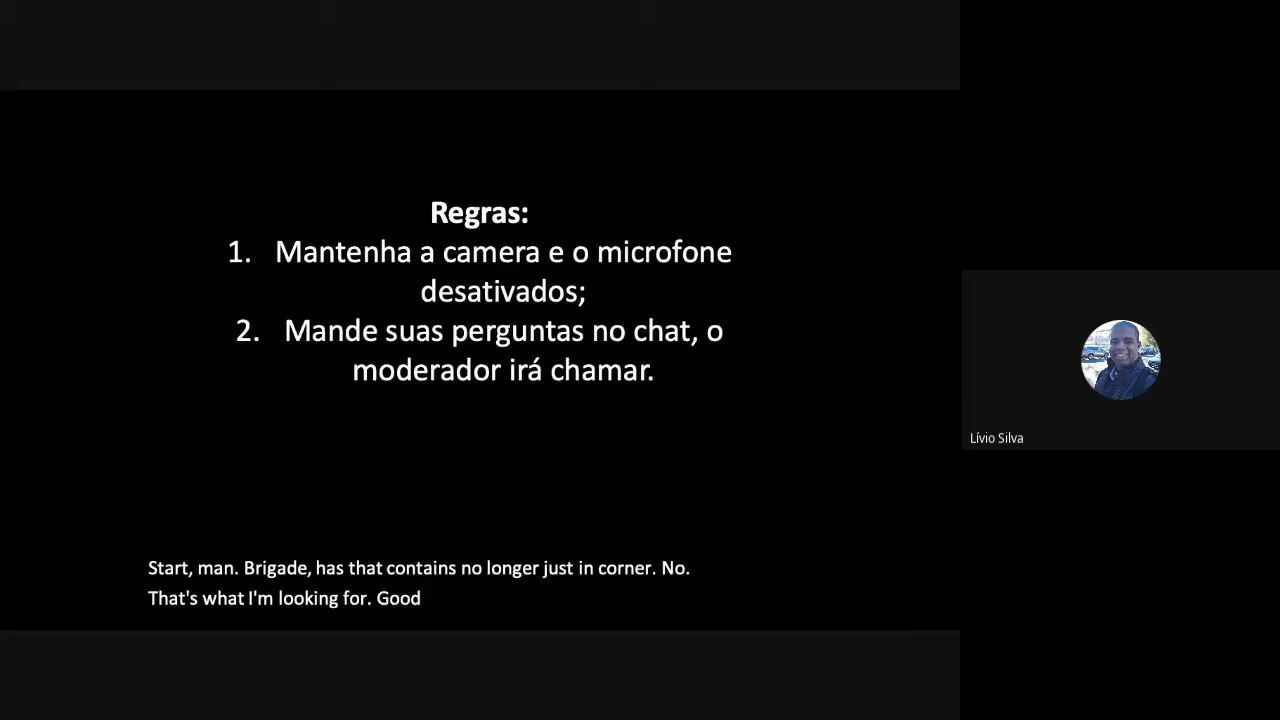 Regras:
1. Mantenha a camera e o microfone
desativados;
2. Mande suas perguntas no chat, o
moderador irá chamar.
Lívio Silva
Start, man. Brigade, has that contains no longer just in corner. No.
That's what I'm looking for. Good